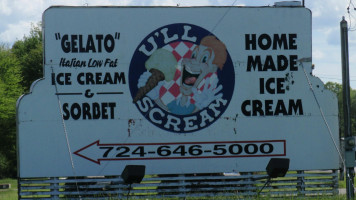 "GELATO"
Italian Low Fat
ICE CREAM
&
SORBET
U'LL
SCREAM
HOME
MADE
ICE
CREAM
724-646-5000